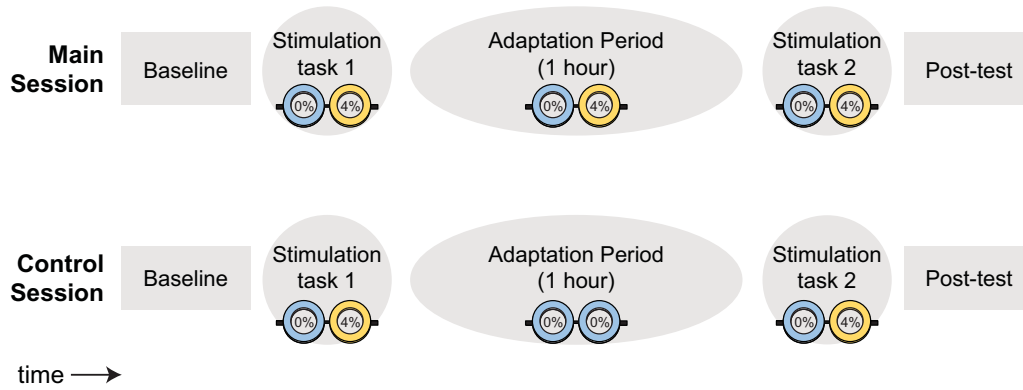 Main
Session
Baseline
Stimulation
task 1
0% 4%
Adaptation Period
(1 hour)
0% 4%
Stimulation
task 2
0% 4%
Post-test
Control
Session
Baseline
Stimulation
task 1
0% 4%
Adaptation Period
(1 hour)
0% 0%
Stimulation
task 2
0% 4%
Post-test
time